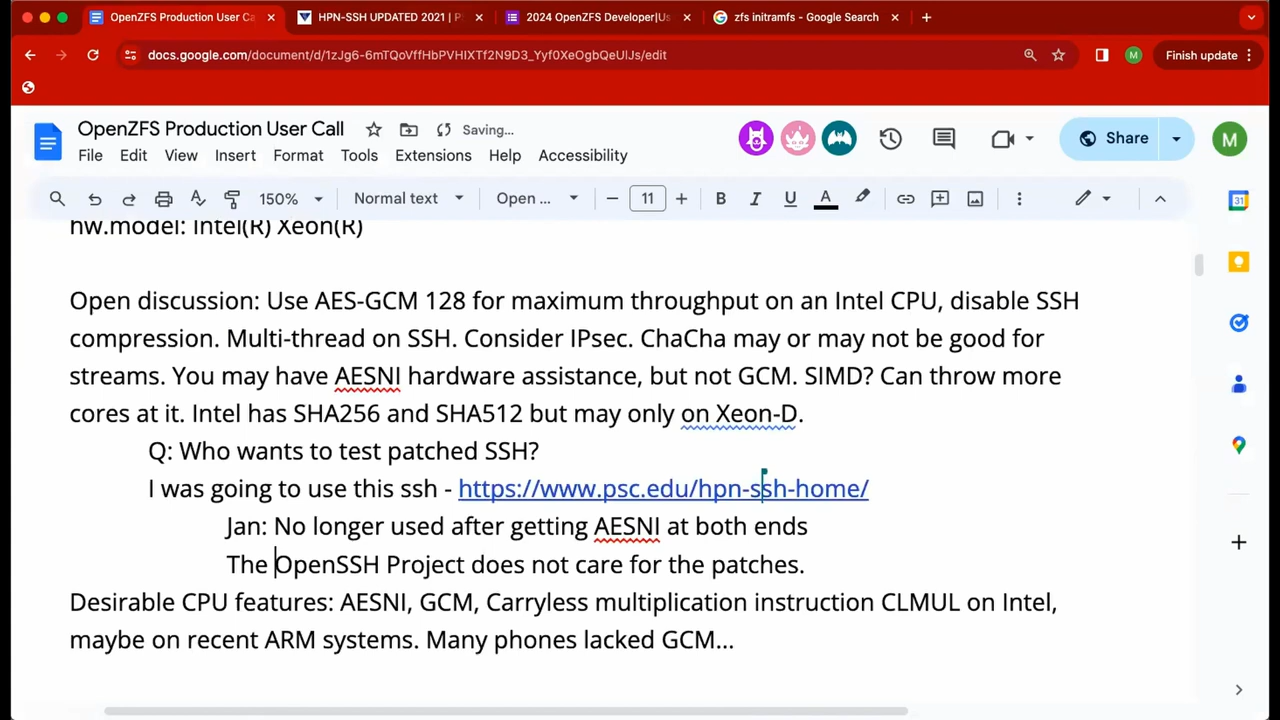 OpenZFS Production User Ca
HPN-SSH UPDATED 2021 | P
2024 OpenZFS Developer|Us
zfs initramfs - Google Search
docs.google.com/document/d/1zJg6-6mTQoVffHbPVHIXTf2N9D3_Yyf0XeOgbQeUlJs/edit
M
Finish update
OpenZFS Production User Call
Saving...
File Edit View Insert Format Tools Extensions Help Accessibility
Share
M
150%
Normal text
Open ...
11
B I U A
31
hw.model: Intel(R) Xeon(R)
Open discussion: Use AES-GCM 128 for maximum throughput on an Intel CPU, disable SSH
compression. Multi-thread on SSH. Consider IPsec. ChaCha may or may not be good for
streams. You may have AESNI hardware assistance, but not GCM. SIMD? Can throw more
cores at it. Intel has SHA256 and SHA512 but may only on Xeon-D.
Q: Who wants to test patched SSH?
I was going to use this ssh - https://www.psc.edu/hpn-ssh-home/
Jan: No longer used after getting AESNI at both ends
The OpenSSH Project does not care for the patches.
Desirable CPU features: AESNI, GCM, Carryless multiplication instruction CLMUL on Intel,
maybe on recent ARM systems. Many phones lacked GCM...